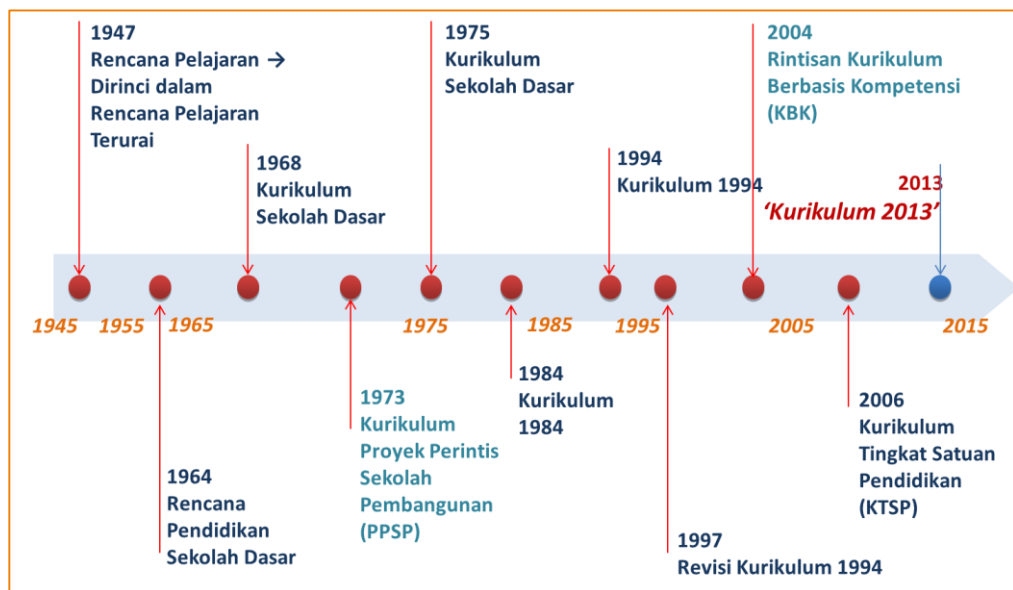 1947
Rencana Pelajaran →
Dirinci dalam
Rencana Pelajaran
Terurai
1968
Kurikulum
Sekolah Dasar
1975
Kurikulum
Sekolah Dasar
1994
Kurikulum 1994
2004
Rintisan Kurikulum
Berbasis Kompetensi
(KBK)
2013
'Kurikulum 2013'
1945
1955
1965
1975
1985
1995
2005
2015
1964
Rencana
Pendidikan
Sekolah Dasar
1973
Kurikulum
Proyek Perintis
Sekolah
Pembangunan
(PPSP)
1984
Kurikulum
1984
1997
Revisi Kurikulum 1994
2006
Kurikulum
Tingkat Satuan
Pendidikan
(KTSP)